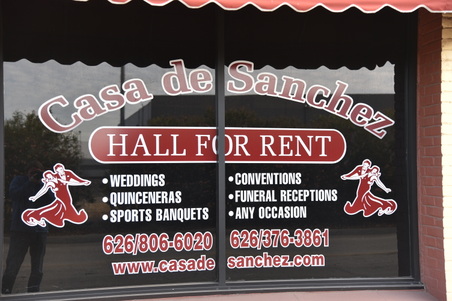 Casa de Sanchez
HALL FOR RENT
• WEDDINGS
• QUINCENERAS
• SPORTS BANQUETS
• CONVENTIONS
• FUNERAL RECEPTIONS
• ANY OCCASION
626/806-6020 626/376-3861
www.casadesanchez.com